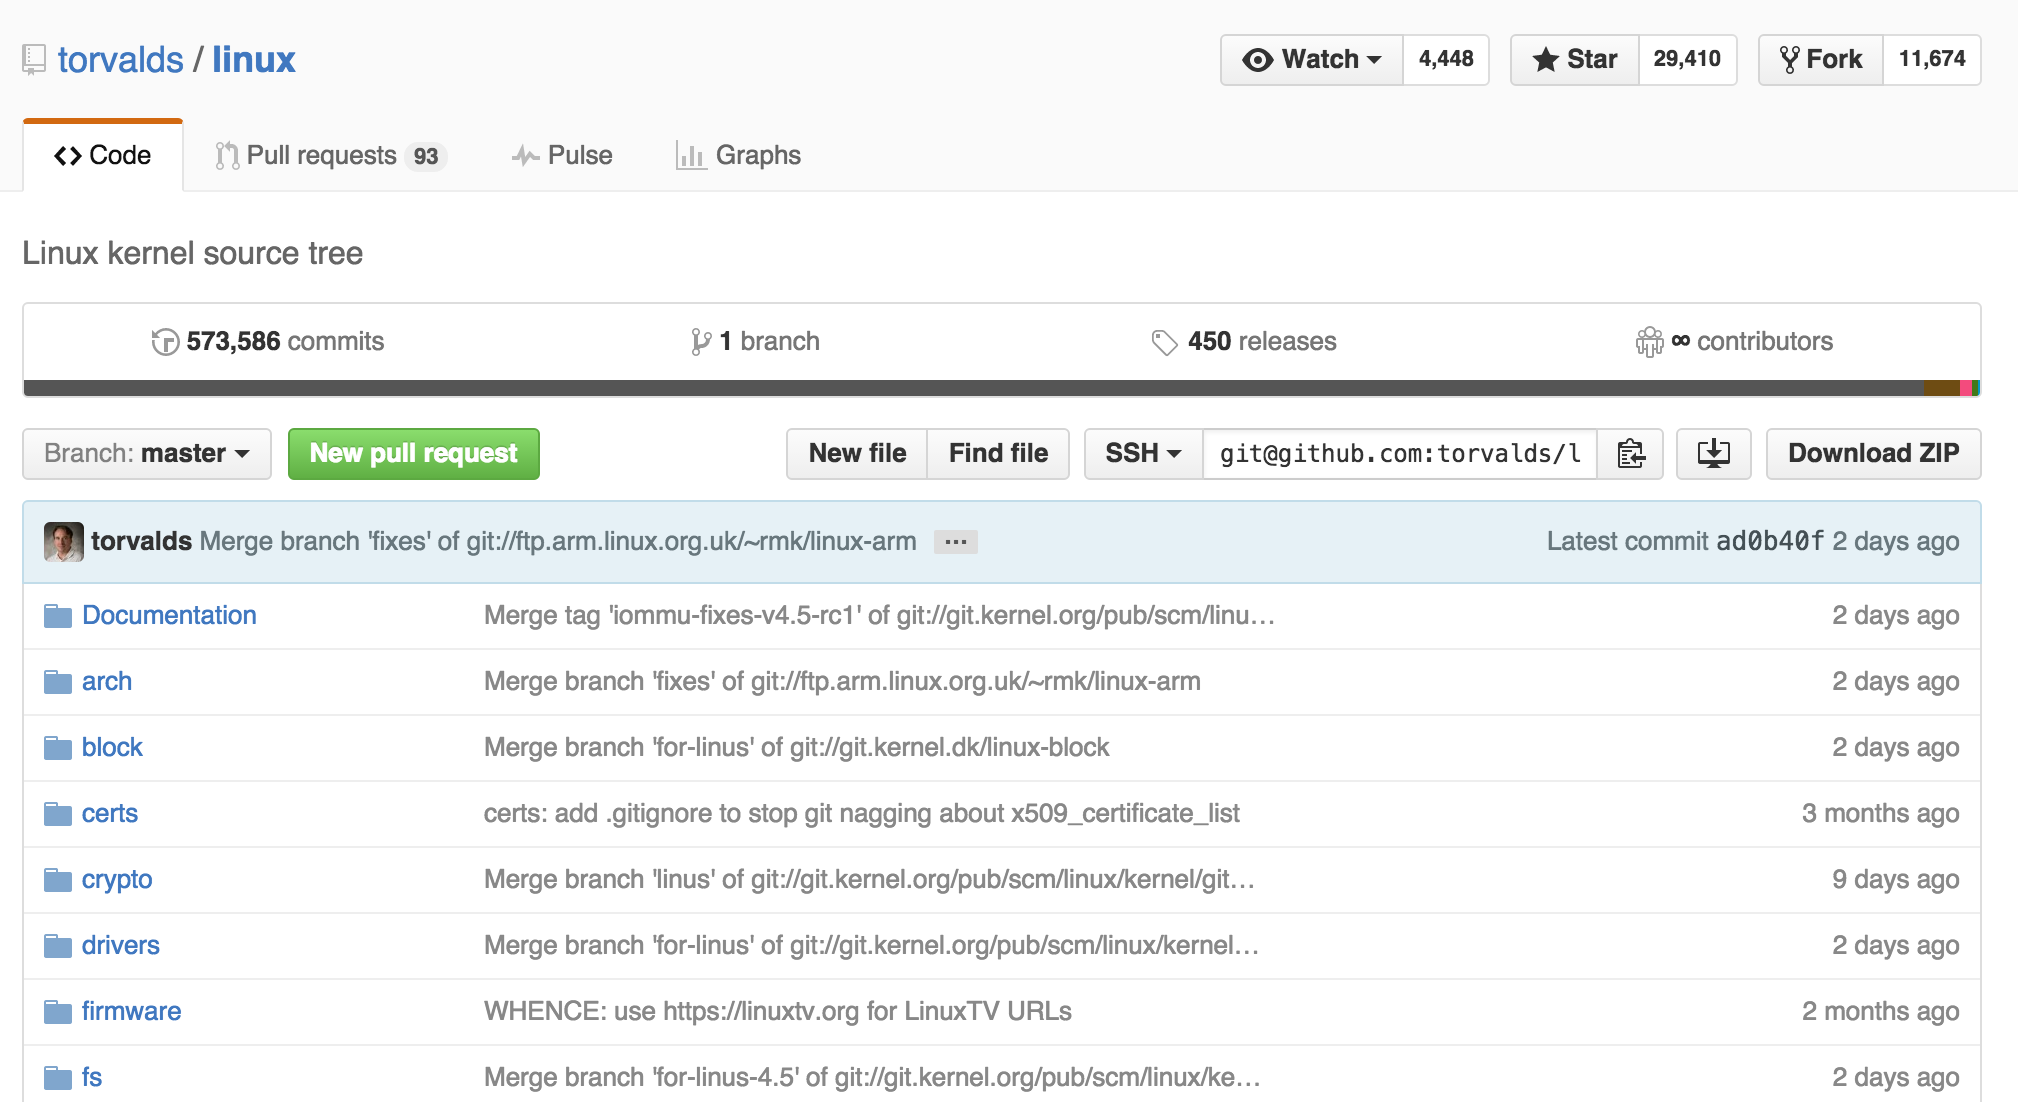 torvalds / linux
Watch 4,448 Star 29,410 Fork 11,674
Code Pull requests 93 Pulse Graphs
Linux kernel source tree
573,586 commits 1 branch 450 releases ∞ contributors
Branch: master New pull request New file Find file SSH git@github.com:torvalds/l Download ZIP
torvalds Merge branch 'fixes' of git://ftp.arm.linux.org.uk/~rmk/linux-arm ... Latest commit ad0b40f 2 days ago
Documentation Merge tag 'iommu-fixes-v4.5-rc1' of git://git.kernel.org/pub/scm/linu… 2 days ago
arch Merge branch 'fixes' of git://ftp.arm.linux.org.uk/~rmk/linux-arm 2 days ago
block Merge branch 'for-linus' of git://git.kernel.dk/linux-block 2 days ago
certs certs: add .gitignore to stop git nagging about x509_certificate_list 3 months ago
crypto Merge branch 'linus' of git://git.kernel.org/pub/scm/linux/kernel/git… 9 days ago
drivers Merge branch 'for-linus' of git://git.kernel.org/pub/scm/linux/kernel… 2 days ago
firmware WHENCE: use https://linuxtv.org for LinuxTV URLs 2 months ago
fs Merge branch 'for-linus-4.5' of git://git.kernel.org/pub/scm/linux/ke… 2 days ago